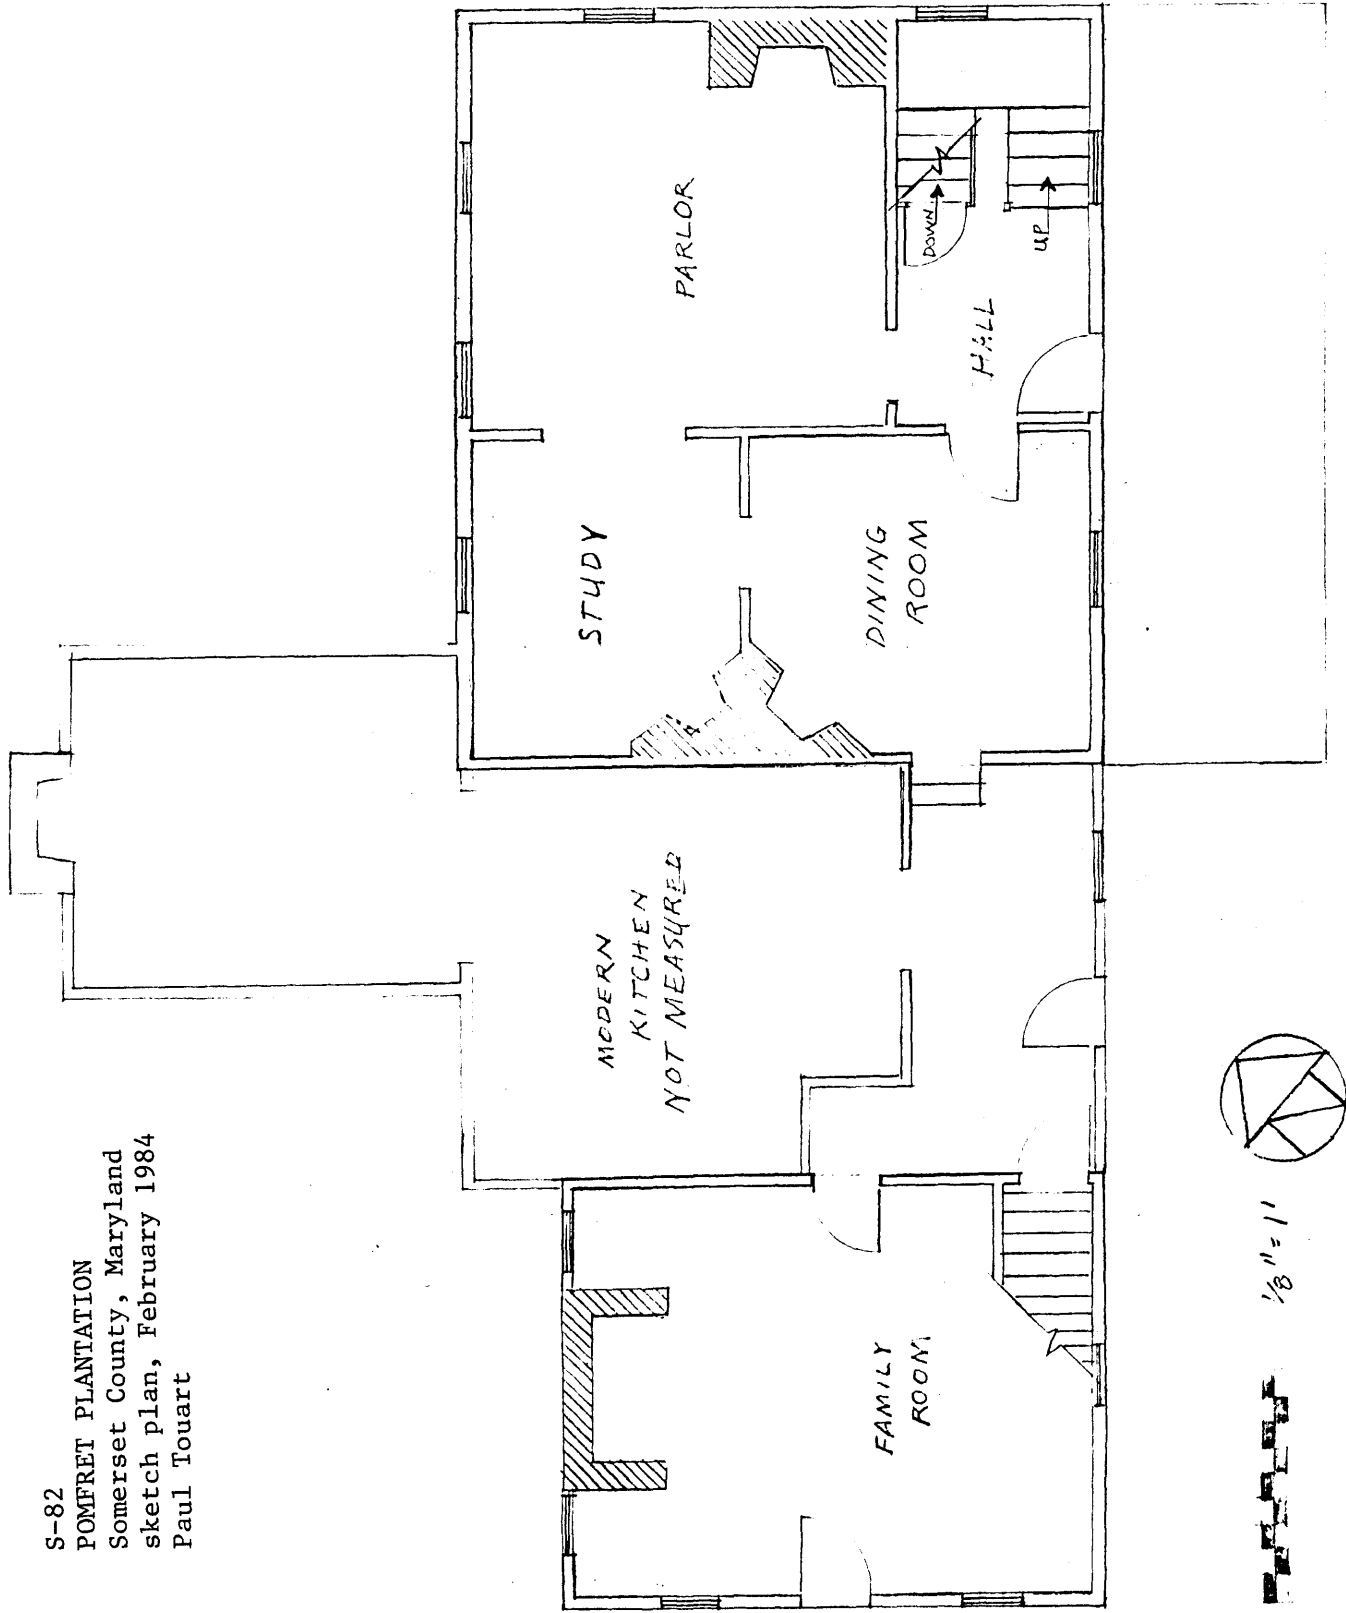 S-82
POMFRET PLANTATION
Somerset County, Maryland
sketch plan, February 1984
Paul Touart
FAMILY
ROOM
MODERN
KITCHEN
NOT MEASURED
STUDY
DINING
ROOM
PARLOR
HALL
DOWN
UP
1/8" = 1'